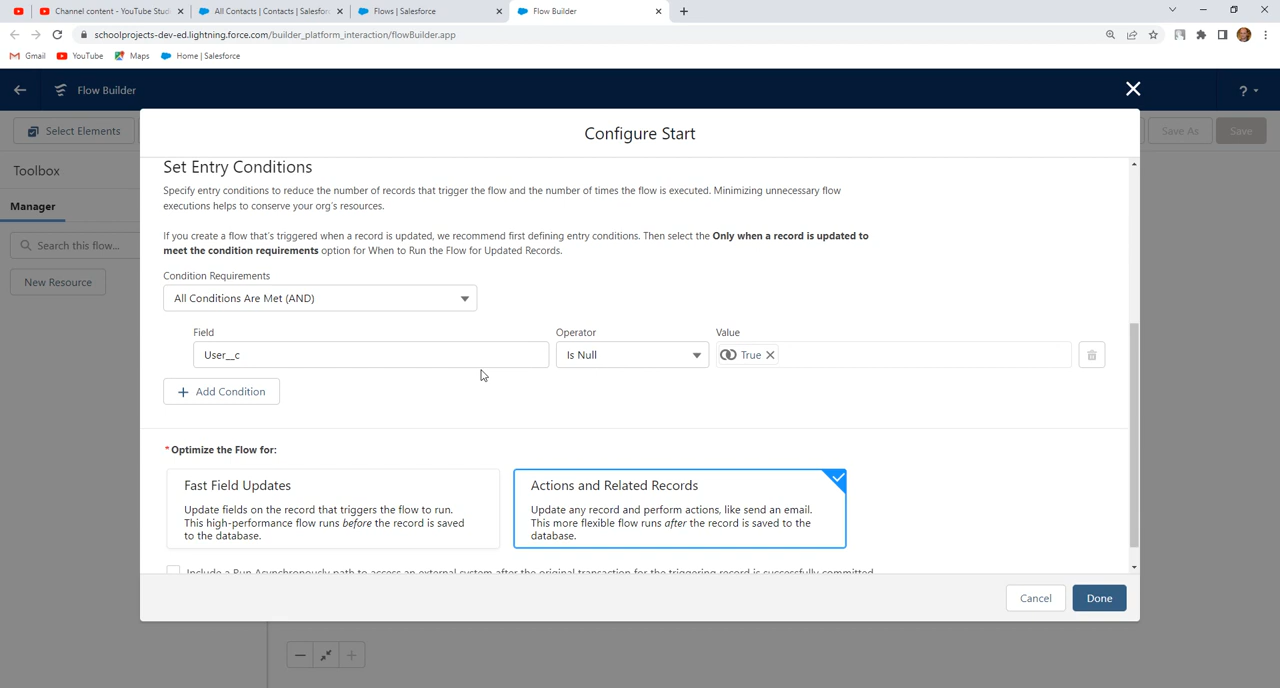 Channel content - YouTube Stud
All Contacts | Contacts | Salesfor
Flows | Salesforce
Flow Builder
schoolprojects-dev-ed.lightning.force.com/builder_platform_interaction/flowBuilder.app
Gmail
YouTube
Maps
Home | Salesforce
Flow Builder
?
Select Elements
Save As
Save
Configure Start
Toolbox
Manager
Search this flow...
New Resource
Set Entry Conditions
Specify entry conditions to reduce the number of records that trigger the flow and the number of times the flow is executed. Minimizing unnecessary flow
executions helps to conserve your org's resources.
If you create a flow that's triggered when a record is updated, we recommend first defining entry conditions. Then select the Only when a record is updated to
meet the condition requirements option for When to Run the Flow for Updated Records.
Condition Requirements
All Conditions Are Met (AND)
Field
Operator
Value
User__c
Is Null
True
+ Add Condition
* Optimize the Flow for:
Fast Field Updates
Update fields on the record that triggers the flow to run.
This high-performance flow runs before the record is saved
to the database.
Actions and Related Records
Update any record and perform actions, like send an email.
This more flexible flow runs after the record is saved to the
database.
Include a Run Asynchronously path to access an external system after the original transaction for the triggering record is successfully committed
Cancel
Done